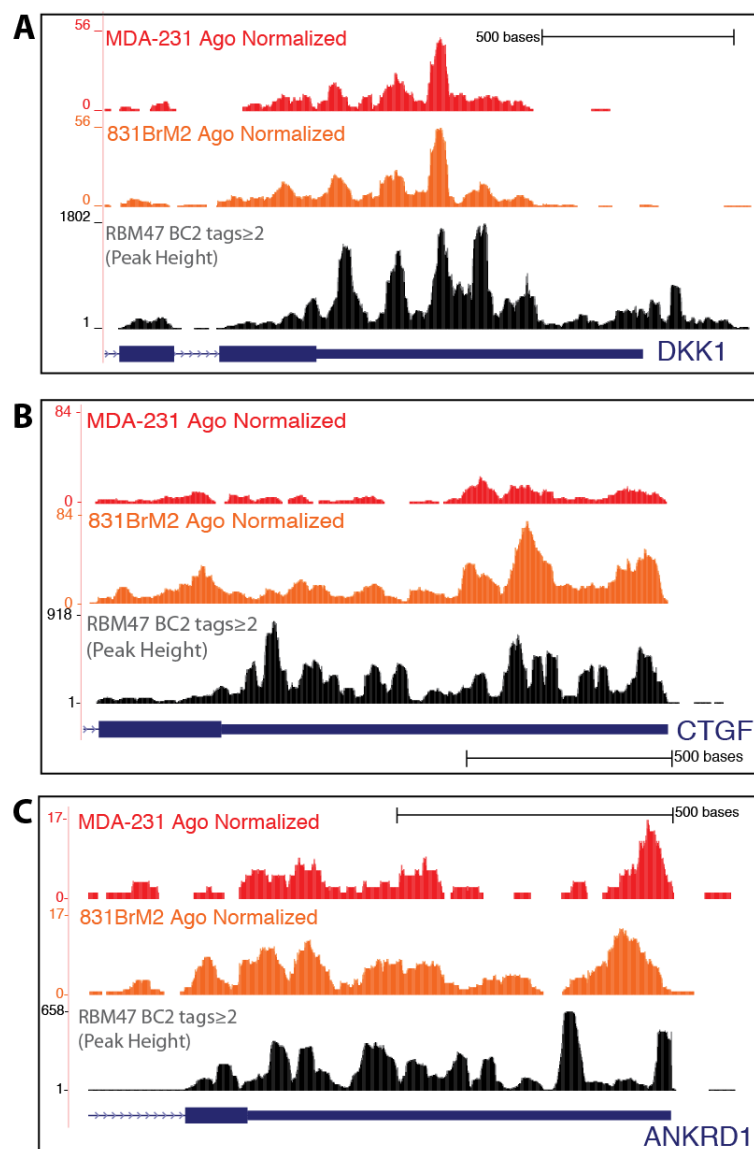 A
56
MDA-231 Ago Normalized
500 bases
0
56
831BrM2 Ago Normalized
0
1802
RBM47 BC2 tags≥2
(Peak Height)
1
DKK1
B
84
MDA-231 Ago Normalized
0
84
831BrM2 Ago Normalized
0
918
RBM47 BC2 tags≥2
(Peak Height)
1
CTGF
500 bases
C
17
500 bases
MDA-231 Ago Normalized
0
17
831BrM2 Ago Normalized
0
658
RBM47 BC2 tags≥2
(Peak Height)
1
ANKRD1